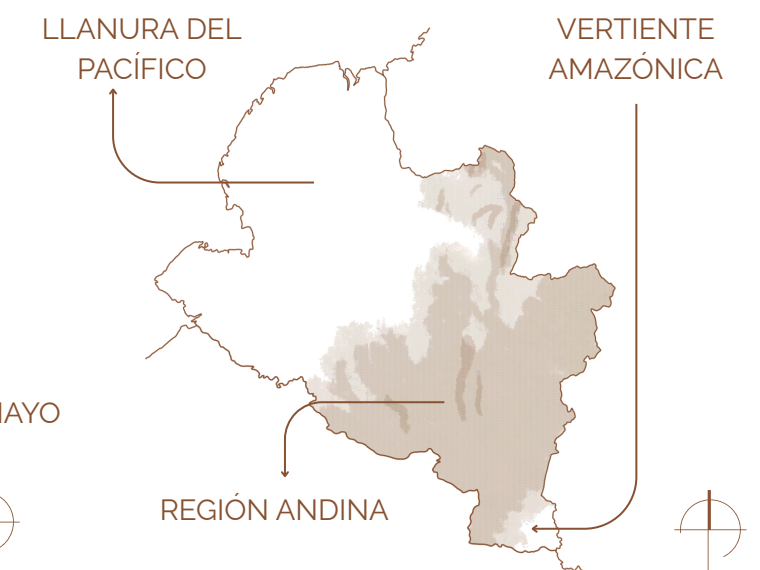 LLANURA DEL
PACÍFICO
VERTIENTE
AMAZÓNICA
REGIÓN ANDINA